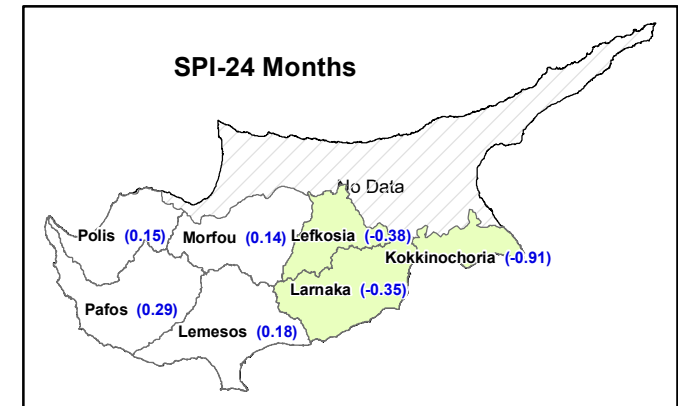 SPI-24 Months
No Data
Polis (0.15)
Morfou (0.14)
Lefkosia (-0.38)
Kokkinochoria (-0.91)
Larnaka (-0.35)
Pafos (0.29)
Lemesos (0.18)